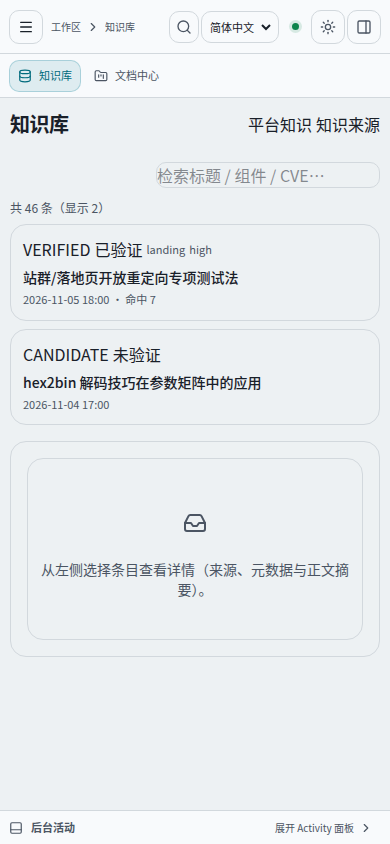 工作区 > 知识库 简体中文
知识库 文档中心
知识库 平台知识 知识来源
检索标题 / 组件 / CVE…
共 46 条（显示 2）
VERIFIED 已验证 landing high
站群/落地页开放重定向专项测试法
2026-11-05 18:00 · 命中 7
CANDIDATE 未验证
hex2bin 解码技巧在参数矩阵中的应用
2026-11-04 17:00
从左侧选择条目查看详情（来源、元数据与正文摘
要）。
后台活动 展开 Activity 面板